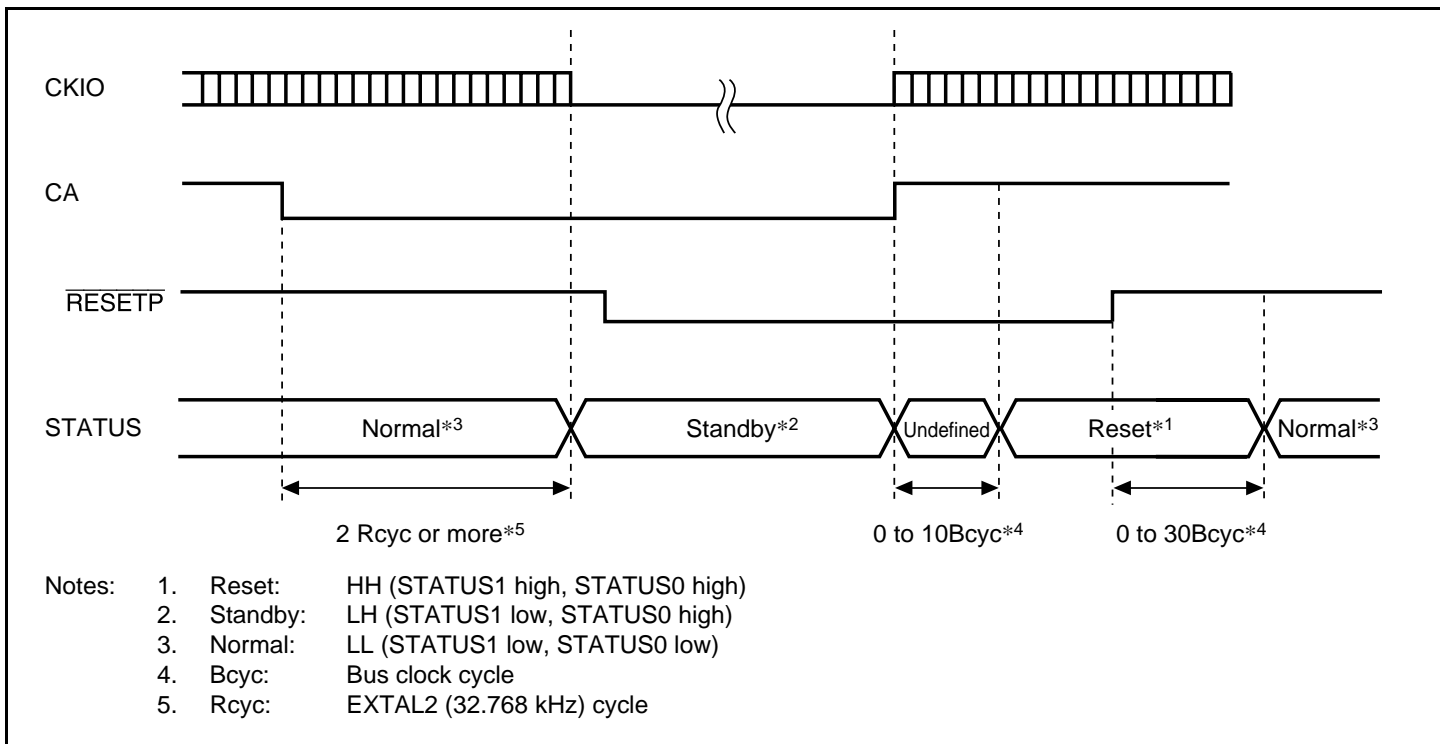 CKIO
CA
RESETP
STATUS
Normal*3
Standby*2
Undefined
Reset*1
Normal*3
2 Rcyc or more*5
0 to 10Bcyc*4
0 to 30Bcyc*4
Notes: 1. Reset: HH (STATUS1 high, STATUS0 high)
2. Standby: LH (STATUS1 low, STATUS0 high)
3. Normal: LL (STATUS1 low, STATUS0 low)
4. Bcyc: Bus clock cycle
5. Rcyc: EXTAL2 (32.768 kHz) cycle